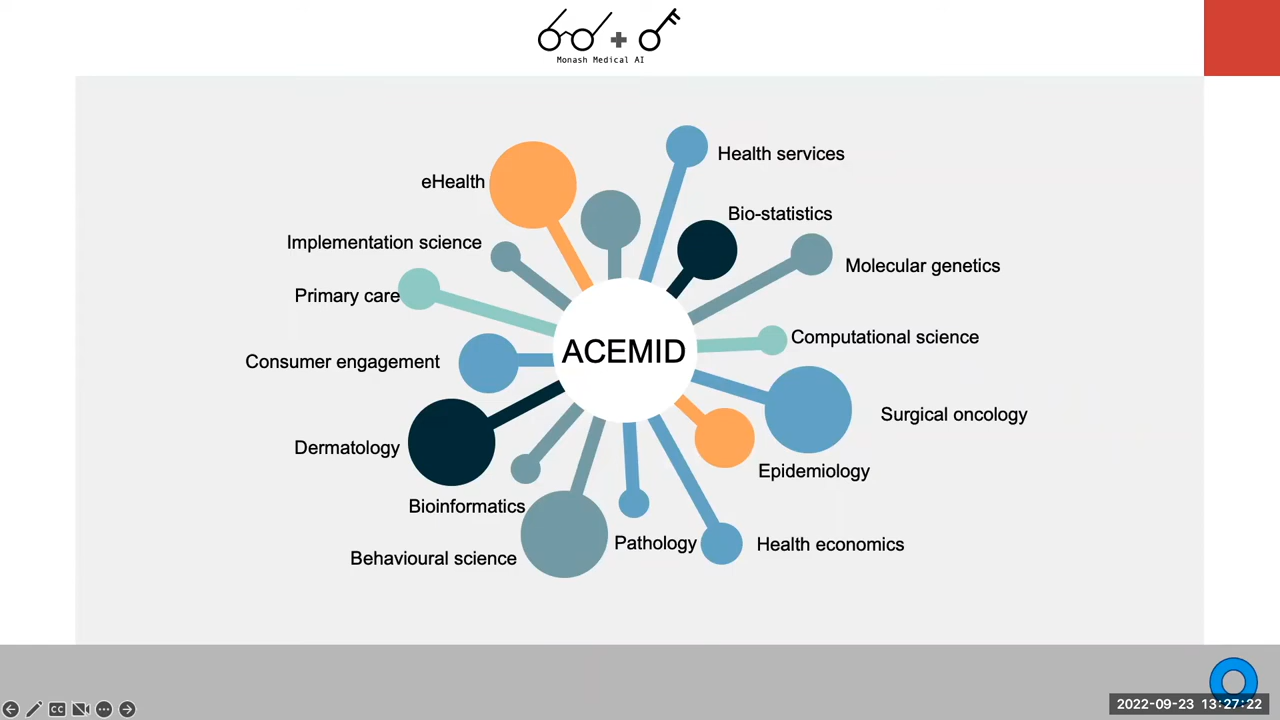 Monash Medical AI
Health services
eHealth
Bio-statistics
Implementation science
Molecular genetics
Primary care
Computational science
ACEMID
Consumer engagement
Surgical oncology
Dermatology
Epidemiology
Bioinformatics
Pathology
Health economics
Behavioural science
CC
2022-09-23 13:27:22